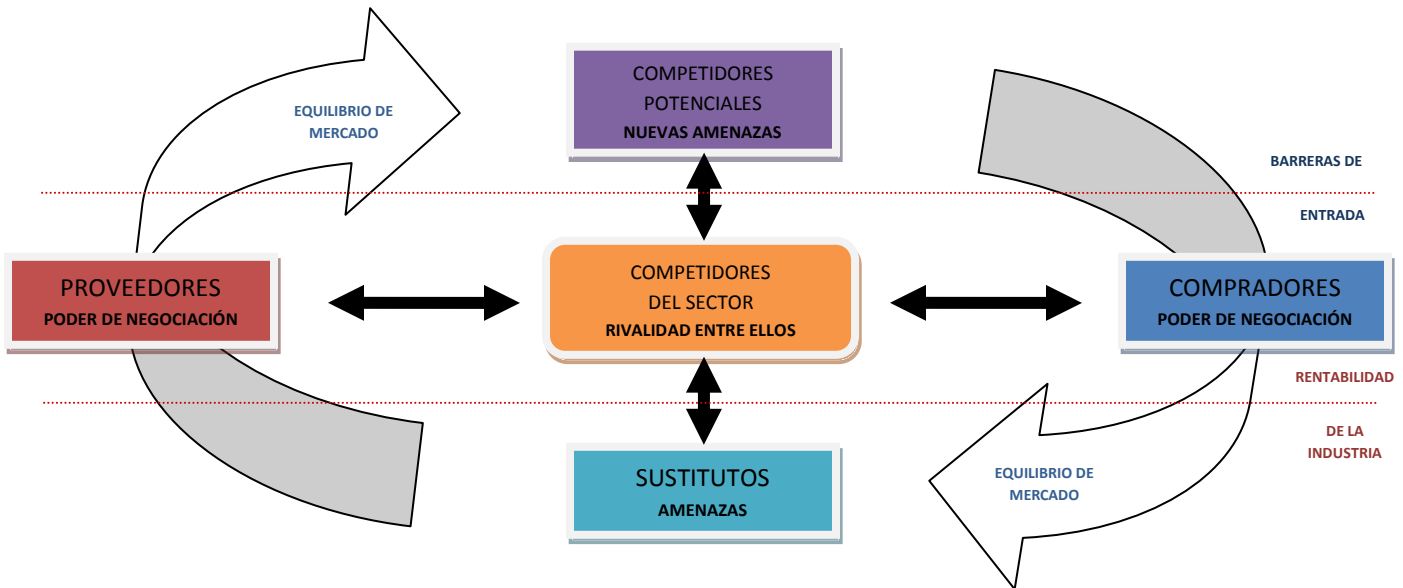 COMPETIDORES
POTENCIALES
NUEVAS AMENAZAS
EQUILIBRIO DE
MERCADO
BARRERAS DE
ENTRADA
PROVEEDORES
PODER DE NEGOCIACIÓN
COMPETIDORES
DEL SECTOR
RIVALIDAD ENTRE ELLOS
COMPRADORES
PODER DE NEGOCIACIÓN
RENTABILIDAD
DE LA
INDUSTRIA
SUSTITUTOS
AMENAZAS
EQUILIBRIO DE
MERCADO